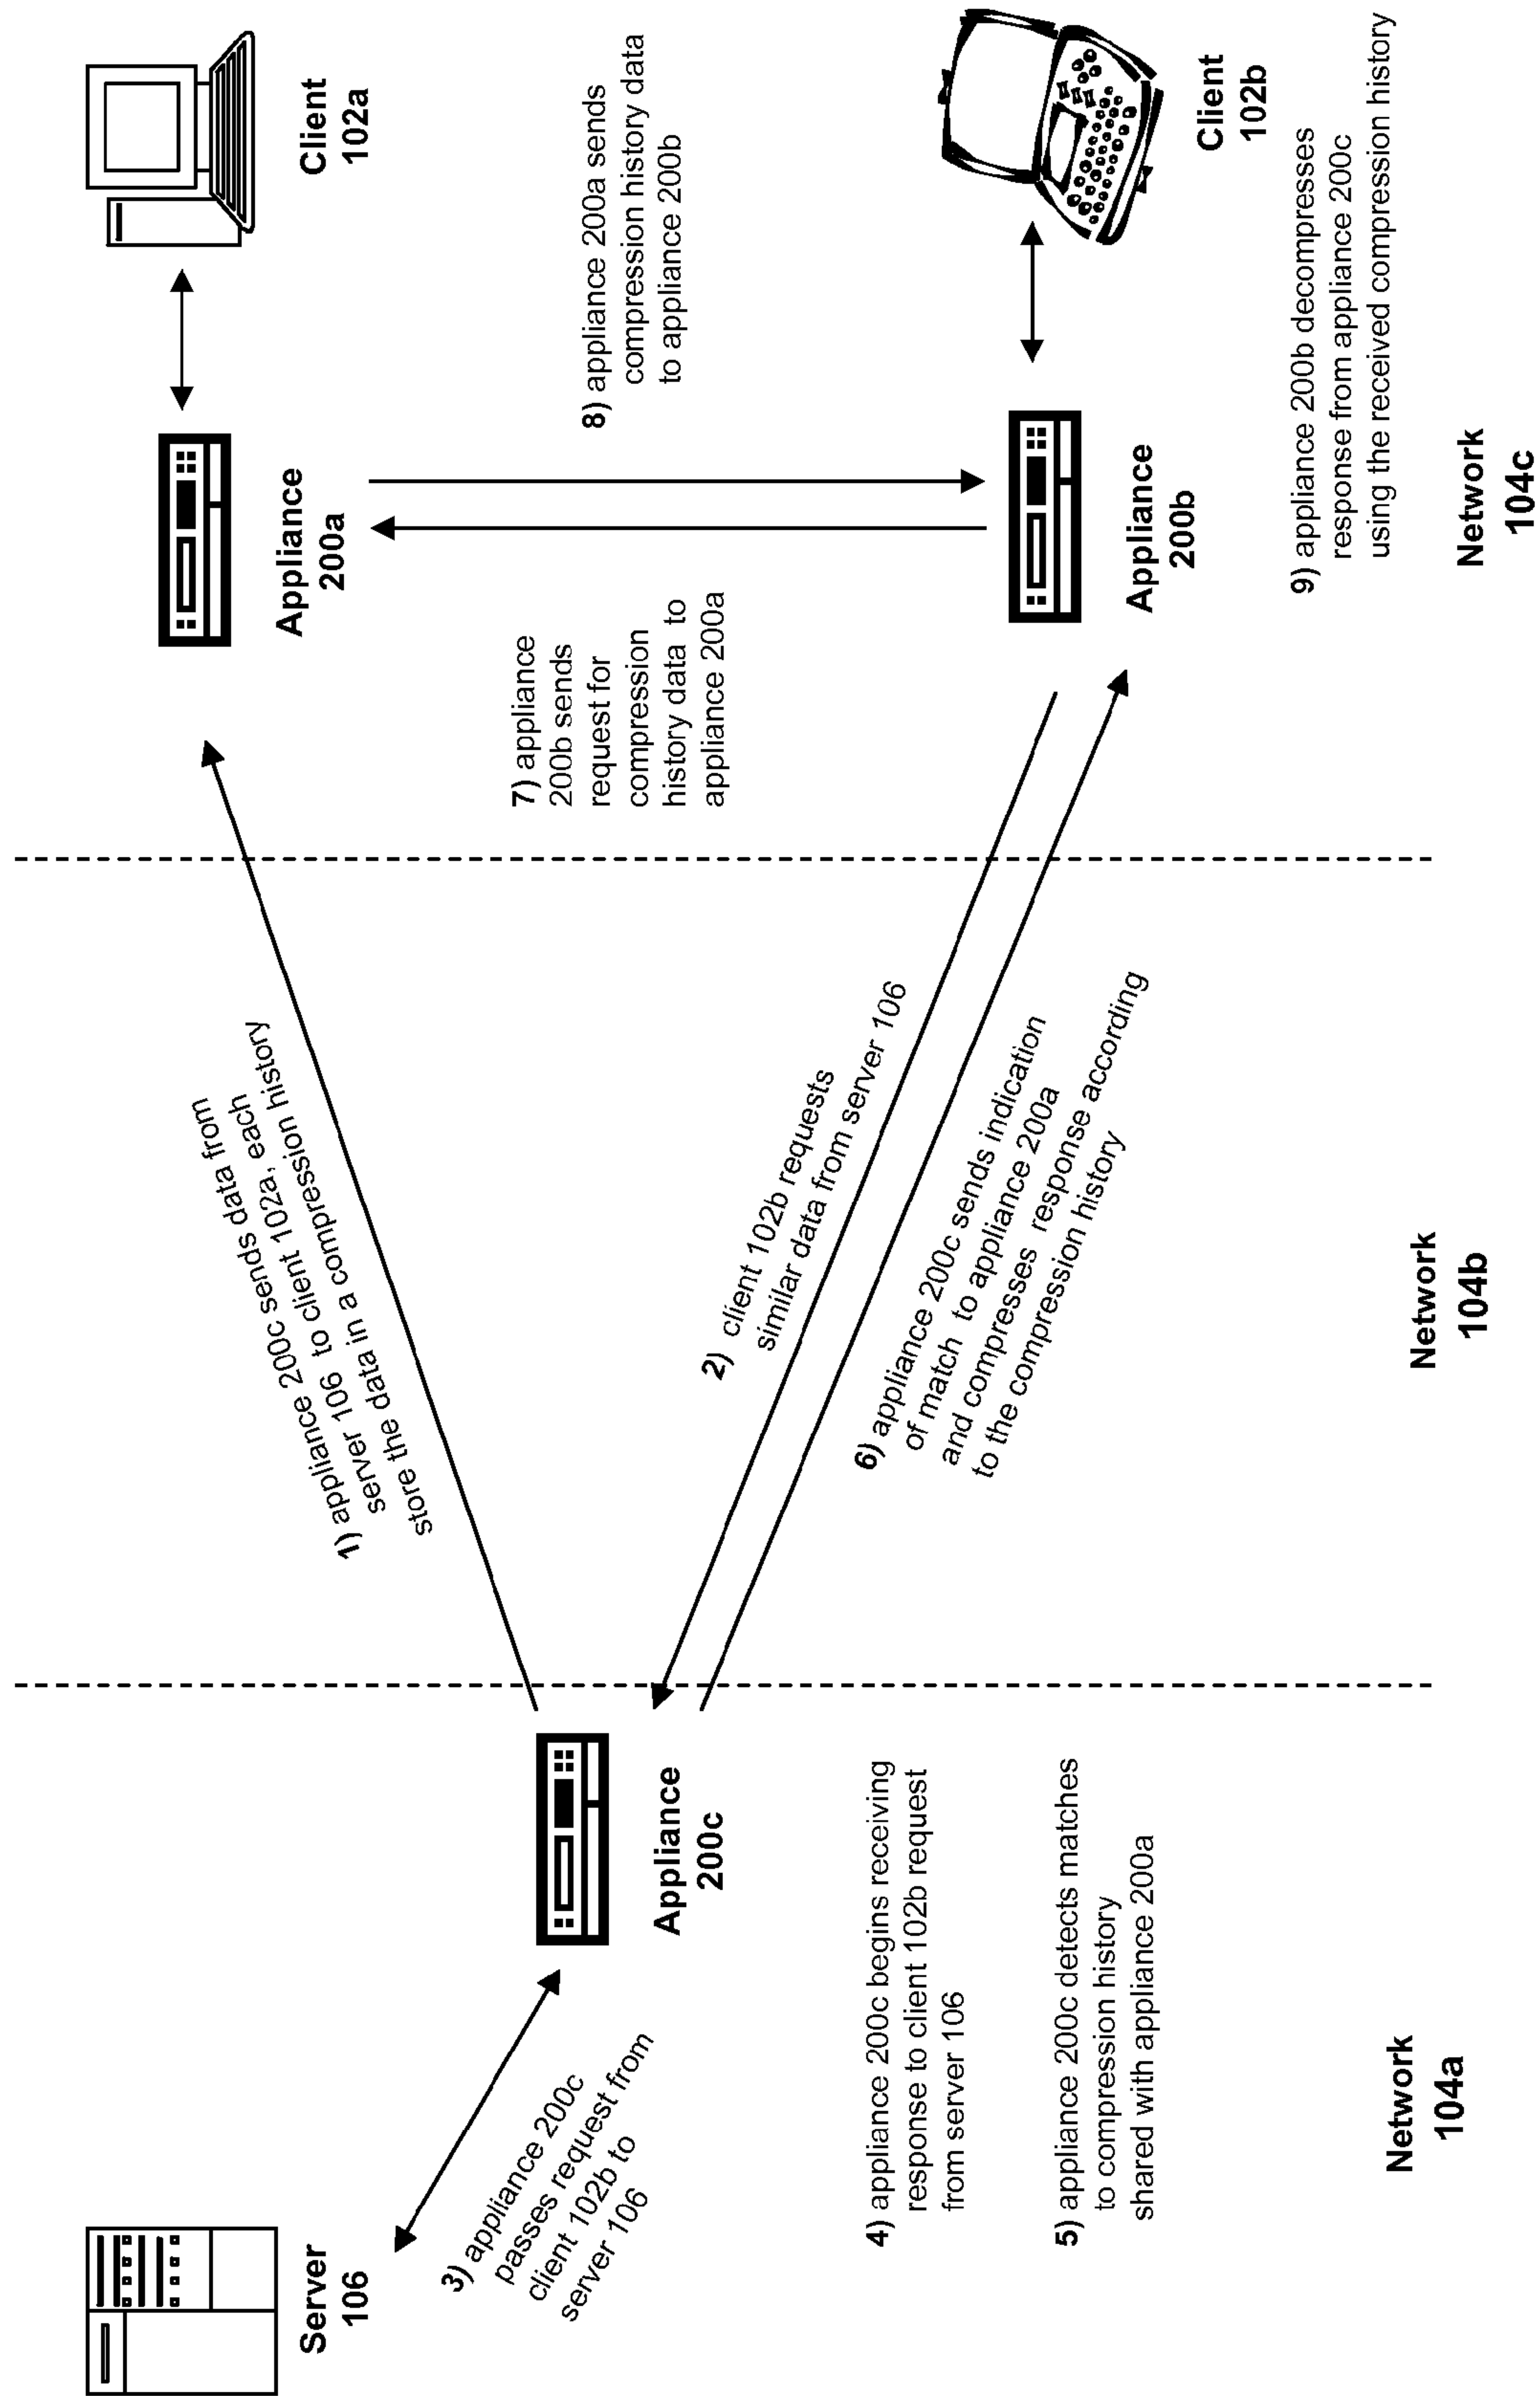 Server
106
3) appliance 200c
passes request from
client 102b to
server 106
Appliance
200c
4) appliance 200c begins receiving
response to client 102b request
from server 106
5) appliance 200c detects matches
to compression history
shared with appliance 200a
Network
104a
1) appliance 200c sends data from
server 106 to client 102a, each
store the data in a compression history
2) client 102b requests
similar data from server 106
6) appliance 200c sends indication
of match to appliance 200a
and compresses response according
to the compression history
Network
104b
Appliance
200a
Client
102a
7) appliance
200b sends
request for
compression
history data to
appliance 200a
8) appliance 200a sends
compression history data
to appliance 200b
Appliance
200b
Client
102b
9) appliance 200b decompresses
response from appliance 200c
using the received compression history
Network
104c